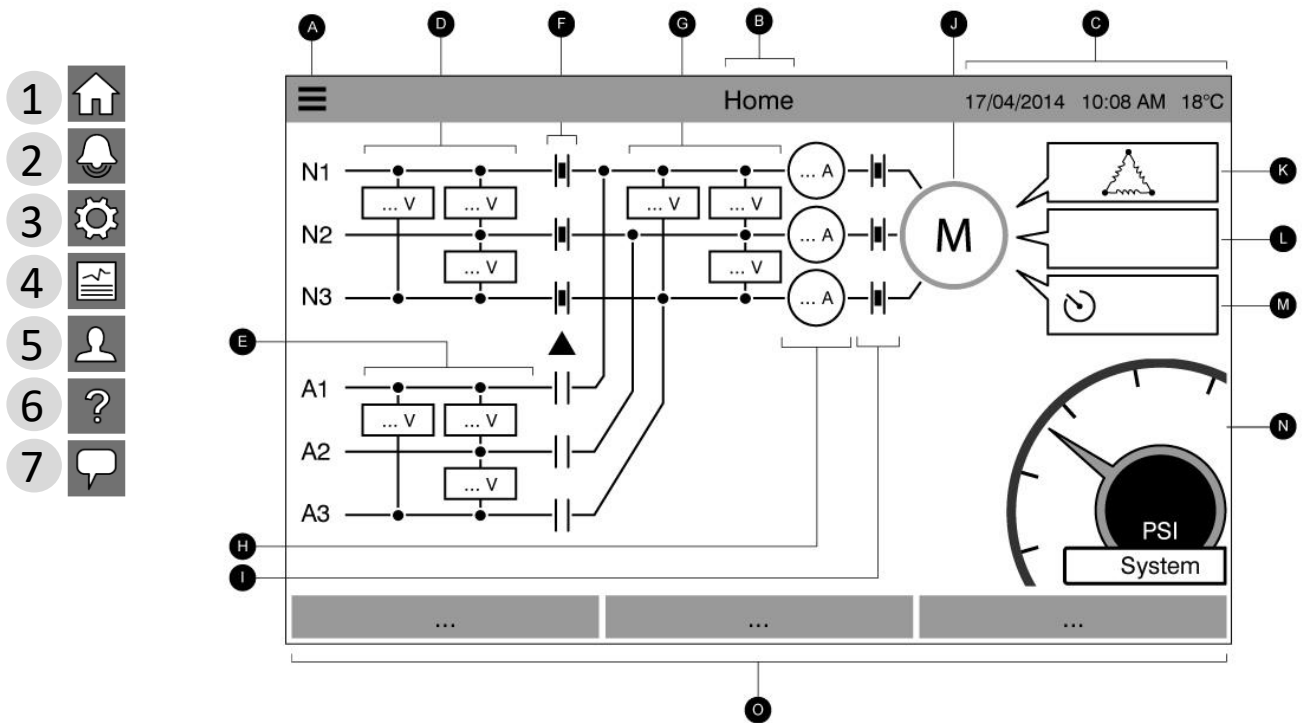 A D F G B J C
1
2
3
4
5
6
7
Home 17/04/2014 10:08 AM 18°C
N1 ... A K
... V ... V ... V ... V
N2 ... A M L
... V ... V
N3 ... A M
E
A1
... V ... V
N
A2
... V
A3
PSI
H
System
I
... ... ...
O